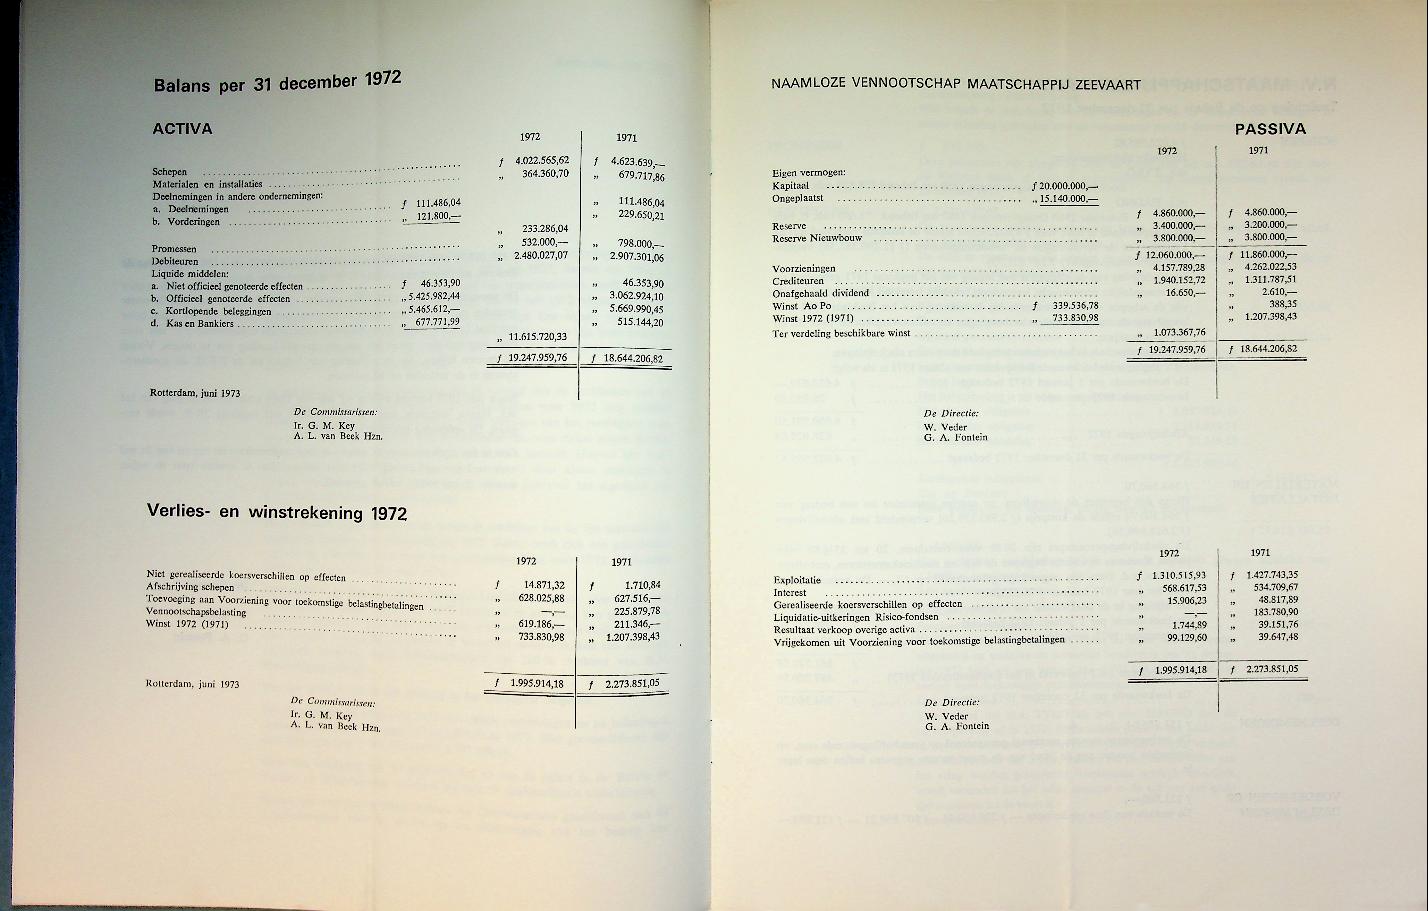 Balans per 31 december 1972
ACTIVA
1972 1971
Schepen ƒ 4.022.565,62 ƒ 4.623.639,—
Materialen en installaties „ 364.360,70 „ 679.717,86
Deelnemingen in andere ondernemingen:
a. Deelnemingen ƒ 111.486,04 „ 111.486,04
b. Vorderingen „ 121.800,— „ 229.650,21
„ 233.286,04
Promessen „ 532.000,— „ 798.000,—
Debiteuren „ 2.480.027,07 „ 2.907.301,06
Liquide middelen:
a. Niet officieel genoteerde effecten ƒ 46.353,90 „ 46.353,90
b. Officieel genoteerde effecten „ 5.425.982,44 „ 3.062.924,10
c. Kortlopende beleggingen „ 5.465.612,— „ 5.669.990,45
d. Kas en Bankiers „ 677.771,99 „ 515.144,20
„ 11.615.720,33
ƒ 19.247.959,76 ƒ 18.644.206,82
Rotterdam, juni 1973
De Commissarissen:
Ir. G. M. Key
A. L. van Beek Hzn.
Verlies- en winstrekening 1972
1972 1971
Niet gerealiseerde koersverschillen op effecten ƒ 14.871,32 ƒ 1.710,84
Afschrijving schepen „ 628.025,88 „ 627.516,—
Toevoeging aan Voorziening voor toekomstige belastingbetalingen „ —,— „ 225.879,78
Vennootschapsbelasting „ 619.186,— „ 211.346,—
Winst 1972 (1971) „ 733.830,98 „ 1.207.398,43
ƒ 1.995.914,18 ƒ 2.273.851,05
Rotterdam, juni 1973
De Commissarissen:
Ir. G. M. Key
A. L. van Beek Hzn.
NAAMLOZE VENNOOTSCHAP MAATSCHAPPIJ ZEEVAART
PASSIVA
1972 1971
Eigen vermogen:
Kapitaal ƒ 20.000.000,—
Ongeplaatst „ 15.140.000,—
ƒ 4.860.000,— ƒ 4.860.000,—
Reserve „ 3.400.000,— „ 3.200.000,—
Reserve Nieuwbouw „ 3.800.000,— „ 3.800.000,—
ƒ 12.060.000,— ƒ 11.860.000,—
Voorzieningen „ 4.157.789,28 „ 4.262.022,53
Crediteuren „ 1.940.152,72 „ 1.311.787,51
Onafgehaald dividend „ 16.650,— „ 2.610,—
Winst Ao Po ƒ 339.536,78 „ 388,35
Winst 1972 (1971) „ 733.830,98 „ 1.207.398,43
Ter verdeling beschikbare winst „ 1.073.367,76
ƒ 19.247.959,76 ƒ 18.644.206,82
De Directie:
W. Veder
G. A. Fontein
1972 1971
Exploitatie ƒ 1.310.515,93 ƒ 1.427.743,35
Interest „ 568.617,53 „ 534.709,67
Gerealiseerde koersverschillen op effecten „ 15.906,23 „ 48.817,89
Liquidatie-uitkeringen Risico-fondsen „ —,— „ 183.780,90
Resultaat verkoop overige activa „ 1.744,89 „ 39.151,76
Vrijgekomen uit Voorziening voor toekomstige belastingbetalingen „ 99.129,60 „ 39.647,48
ƒ 1.995.914,18 ƒ 2.273.851,05
De Directie:
W. Veder
G. A. Fontein